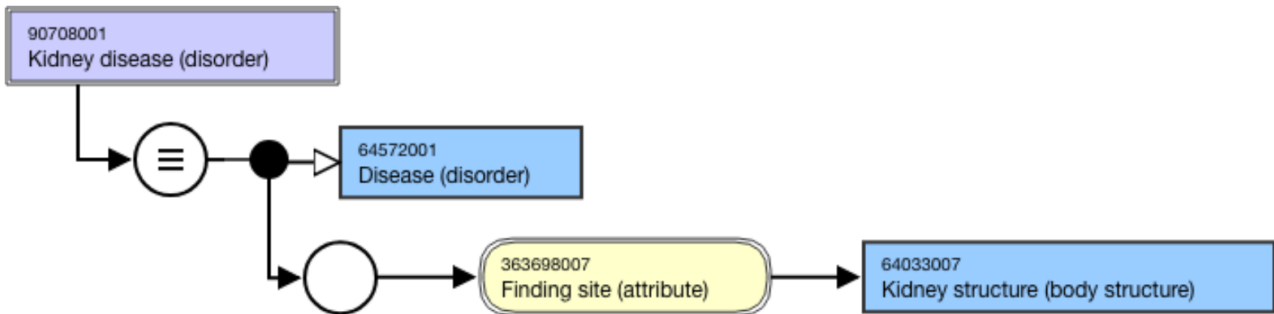 90708001
Kidney disease (disorder)
≡
64572001
Disease (disorder)
363698007
Finding site (attribute)
64033007
Kidney structure (body structure)